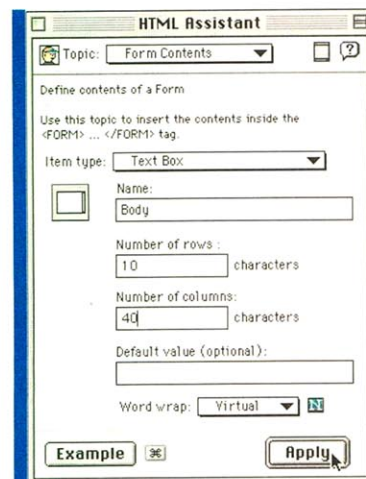 HTML Assistant
Topic: Form Contents
Define contents of a Form
Use this topic to insert the contents inside the
<FORM> ... </FORM> tag.
Item type: Text Box
Name:
Body
Number of rows :
10 characters
Number of columns:
40 characters
Default value (optional):
Word wrap: Virtual N
Example ⌘ Apply